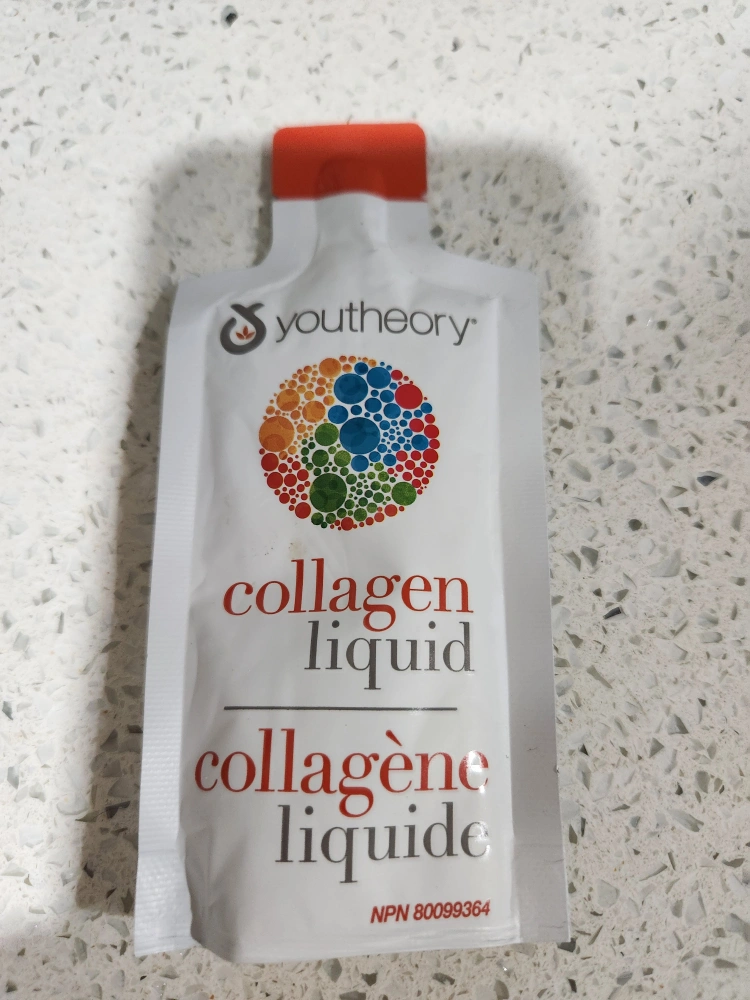 youtheory®
collagen
liquid
collagène
liquide
NPN 80099364